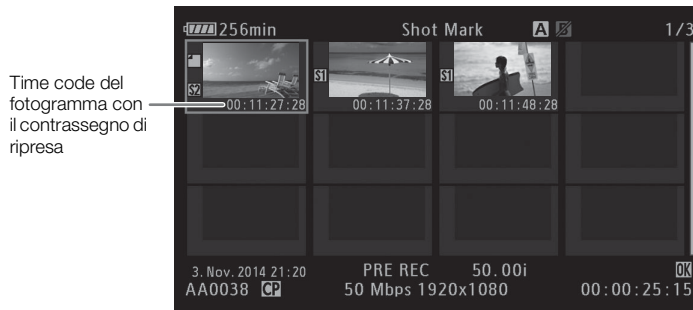 256min Shot Mark A 1/3
Time code del
fotogramma con
il contrassegno di
ripresa
S2 S1 S1
00:11:27:28 00:11:37:28 00:11:48:28
3. Nov. 2014 21:20 PRE REC 50.00i OK
AA0038 CP 50 Mbps 1920x1080 00:00:25:15